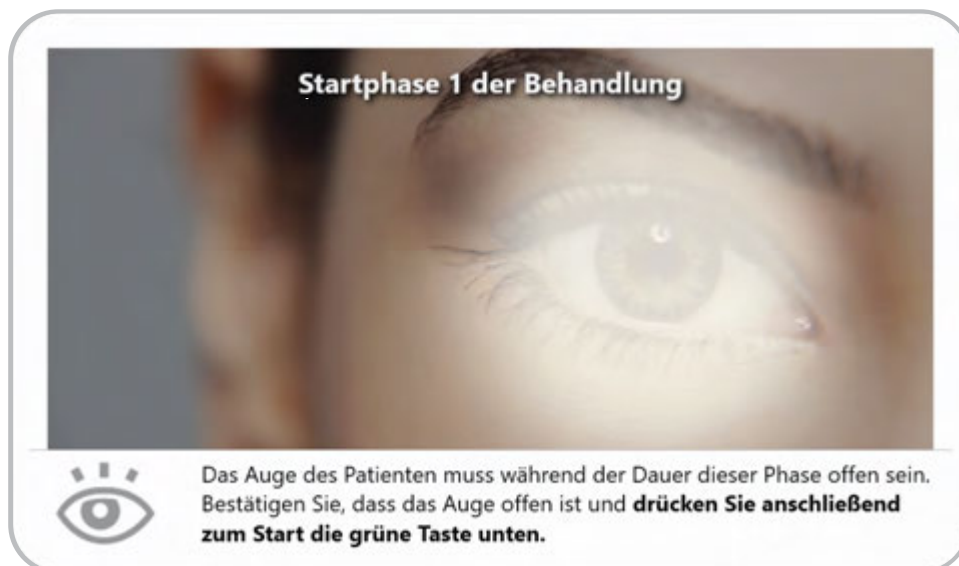 Startphase 1 der Behandlung
Das Auge des Patienten muss während der Dauer dieser Phase offen sein.
Bestätigen Sie, dass das Auge offen ist und drücken Sie anschließend
zum Start die grüne Taste unten.